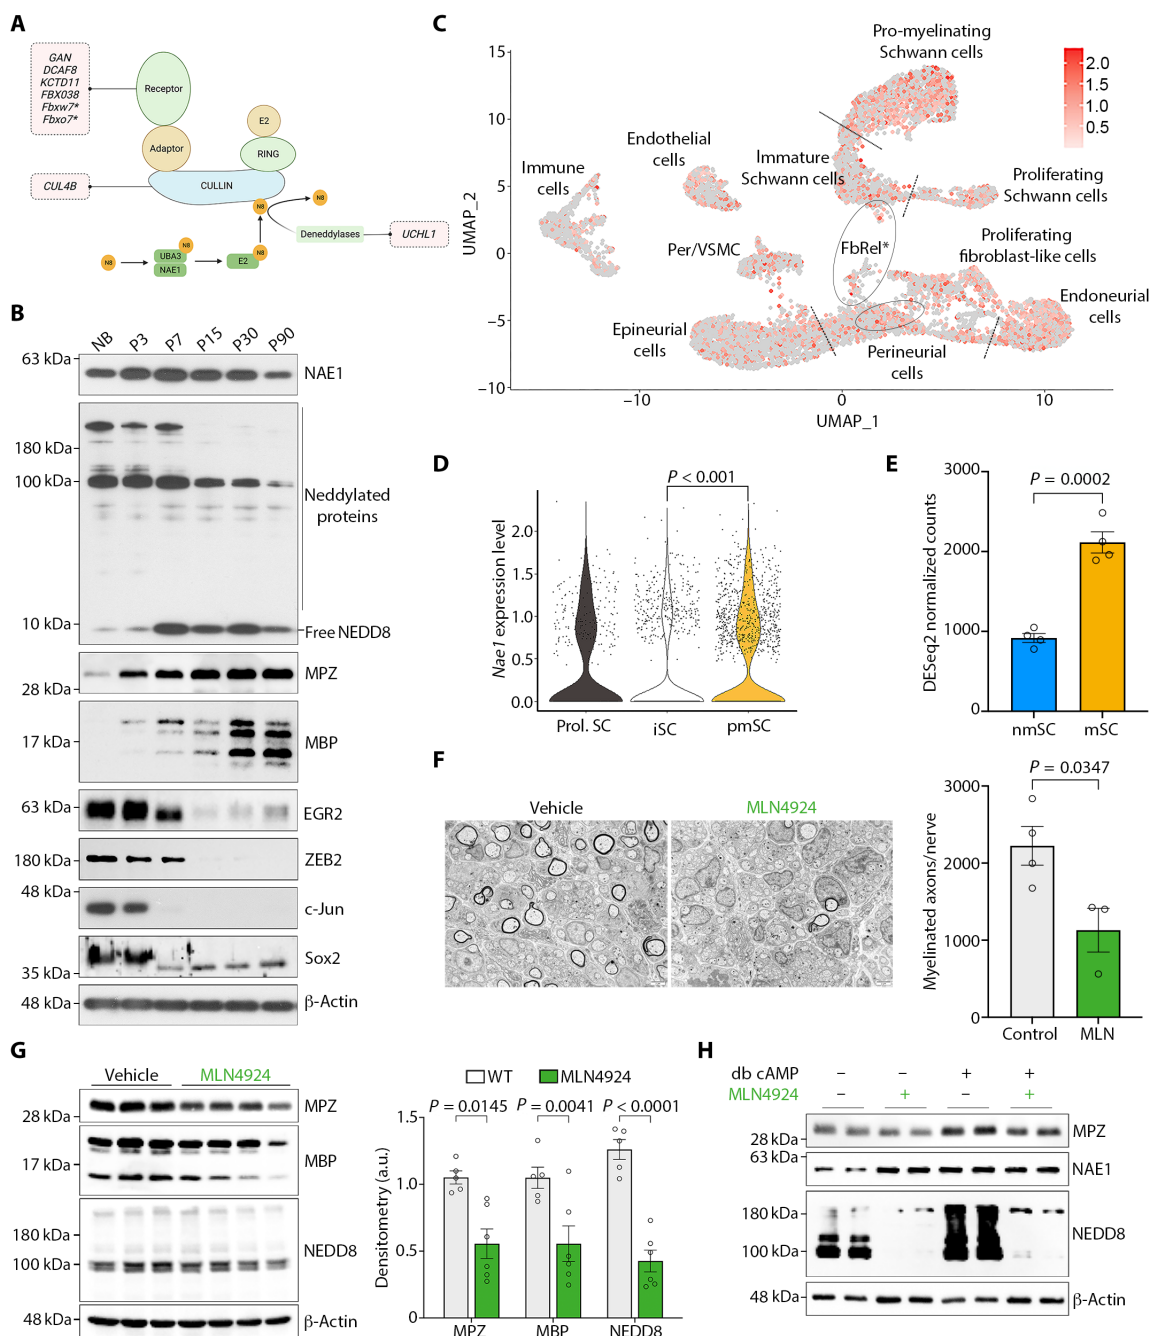 A
GAN
DCAF8
KCTD11
FBX038
Fbxw7*
Fbxo7*
Receptor
Adaptor
E2
RING
CUL4B
CULLIN
N8
N8
Deneddylases
UCHL1
N8
N8
UBA3
NAE1
N8
E2
B
NB P3 P7 P15 P30 P90
63 kDa
NAE1
180 kDa
100 kDa
Neddylated
proteins
10 kDa
Free NEDD8
MPZ
28 kDa
17 kDa
MBP
63 kDa
EGR2
180 kDa
ZEB2
48 kDa
c-Jun
Sox2
35 kDa
48 kDa
β-Actin
C
15
10
5
0
−5
−10
UMAP_2
−10 0 10
UMAP_1
Pro-myelinating
Schwann cells
2.0
1.5
1.0
0.5
Endothelial
cells
Immune
cells
Immature
Schwann cells
Proliferating
Schwann cells
Per/VSMC
FbRel*
Proliferating
fibroblast-like cells
Endoneurial
cells
Epineurial
cells
Perineurial
cells
D
P < 0.001
Nae1 expression level
2.0
1.5
1.0
0.5
0.0
Prol. SC iSC pmSC
E
P = 0.0002
DESeq2 normalized counts
3000
2000
1000
0
nmSC mSC
F
Vehicle MLN4924
P = 0.0347
Myelinated axons/nerve
3000
2000
1000
0
Control MLN
G
Vehicle MLN4924
MPZ
28 kDa
17 kDa
MBP
180 kDa
NEDD8
100 kDa
48 kDa
β-Actin
WT MLN4924
P = 0.0145 P = 0.0041 P < 0.0001
Densitometry (a.u.)
1.5
1.0
0.5
0
MPZ MBP NEDD8
H
db cAMP − − + +
MLN4924 − + − +
MPZ
28 kDa
63 kDa
NAE1
180 kDa
NEDD8
100 kDa
48 kDa
β-Actin